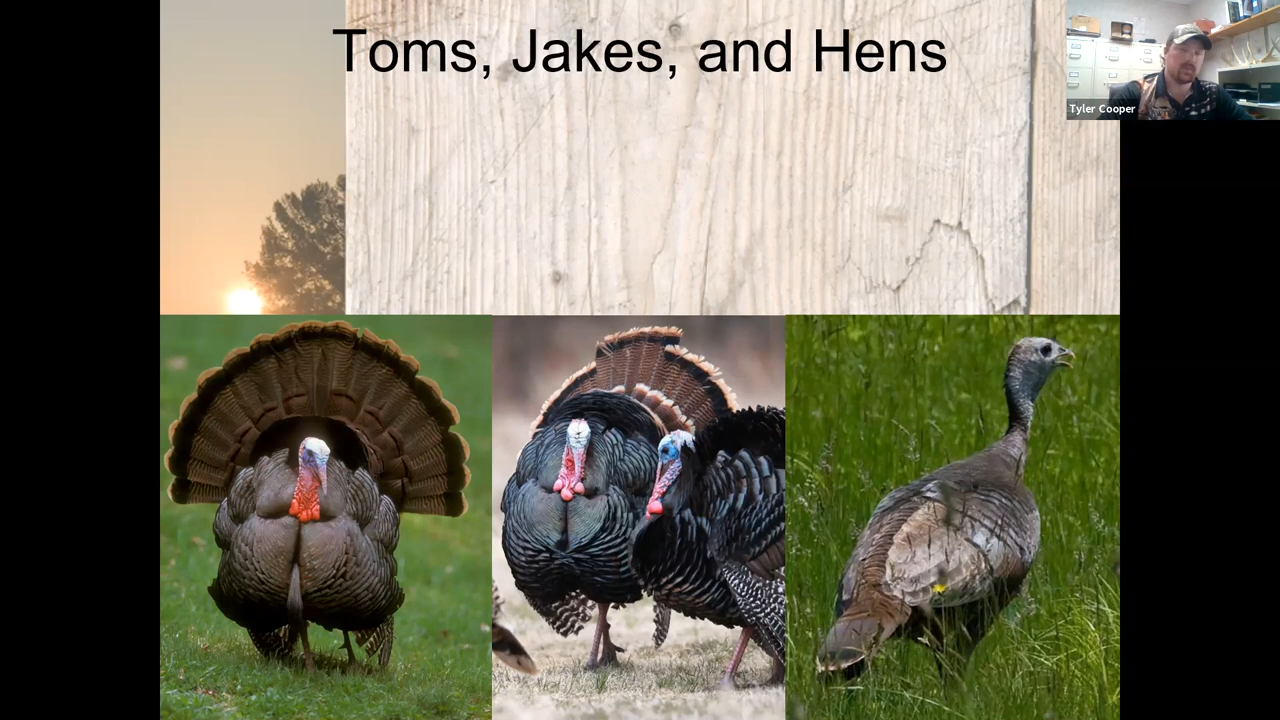 Toms, Jakes, and Hens
Tyler Cooper